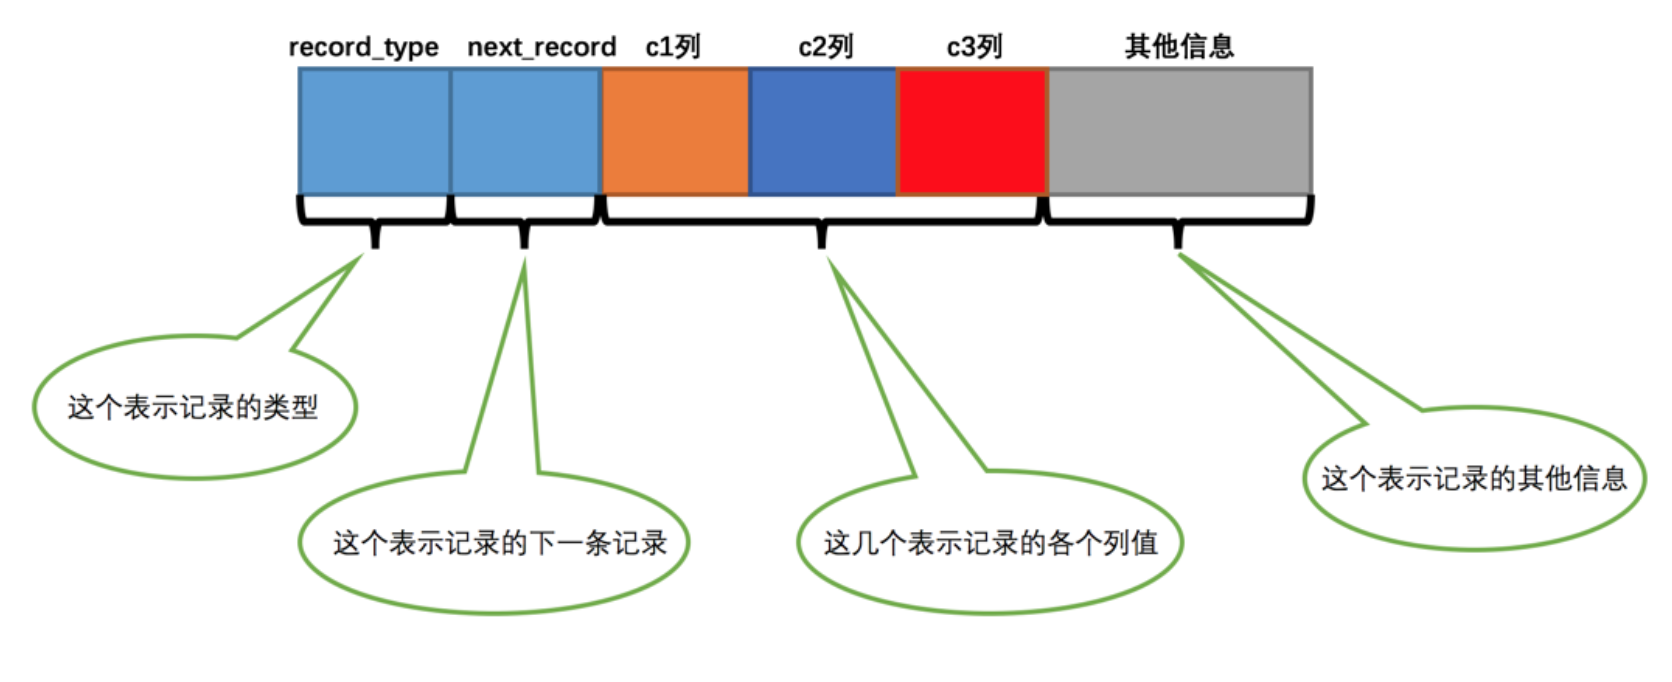 record_type next_record c1列 c2列 c3列 其他信息
这个表示记录的类型
这个表示记录的下一条记录
这几个表示记录的各个列值
这个表示记录的其他信息